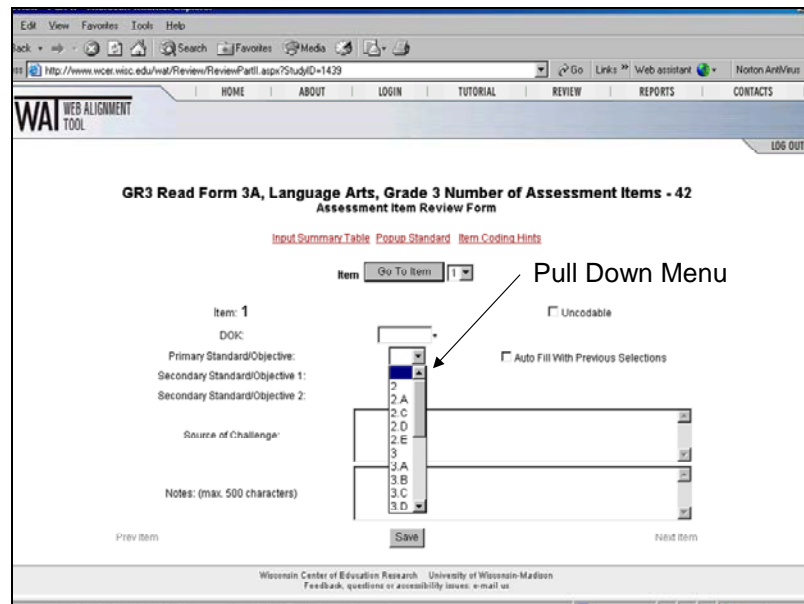 Edit View Favorites Tools Help
Back Search Favorites Media
http://www.wcer.wisc.edu/wat/Review/ReviewPartII.aspx?StudyID=1439 Go Links » Web assistant Norton AntiVirus
HOME ABOUT LOGIN TUTORIAL REVIEW REPORTS CONTACTS
WAT WEB ALIGNMENT
TOOL
LOG OUT
GR3 Read Form 3A, Language Arts, Grade 3 Number of Assessment Items - 42
Assessment Item Review Form
Input Summary Table Popup Standard Item Coding Hints
Item Go To Item 1
Pull Down Menu
Item: 1 Uncodable
DOK: *
Primary Standard/Objective: Auto Fill With Previous Selections
Secondary Standard/Objective 1:
Secondary Standard/Objective 2:
2
2.A
2.C
2.D
2.E
3
3.A
3.B
3.C
3.D
Source of Challenge:
Notes: (max. 500 characters)
Prev Item Save Next Item
Wisconsin Center of Education Research University of Wisconsin-Madison
Feedback, questions or accessibility issues: e-mail us